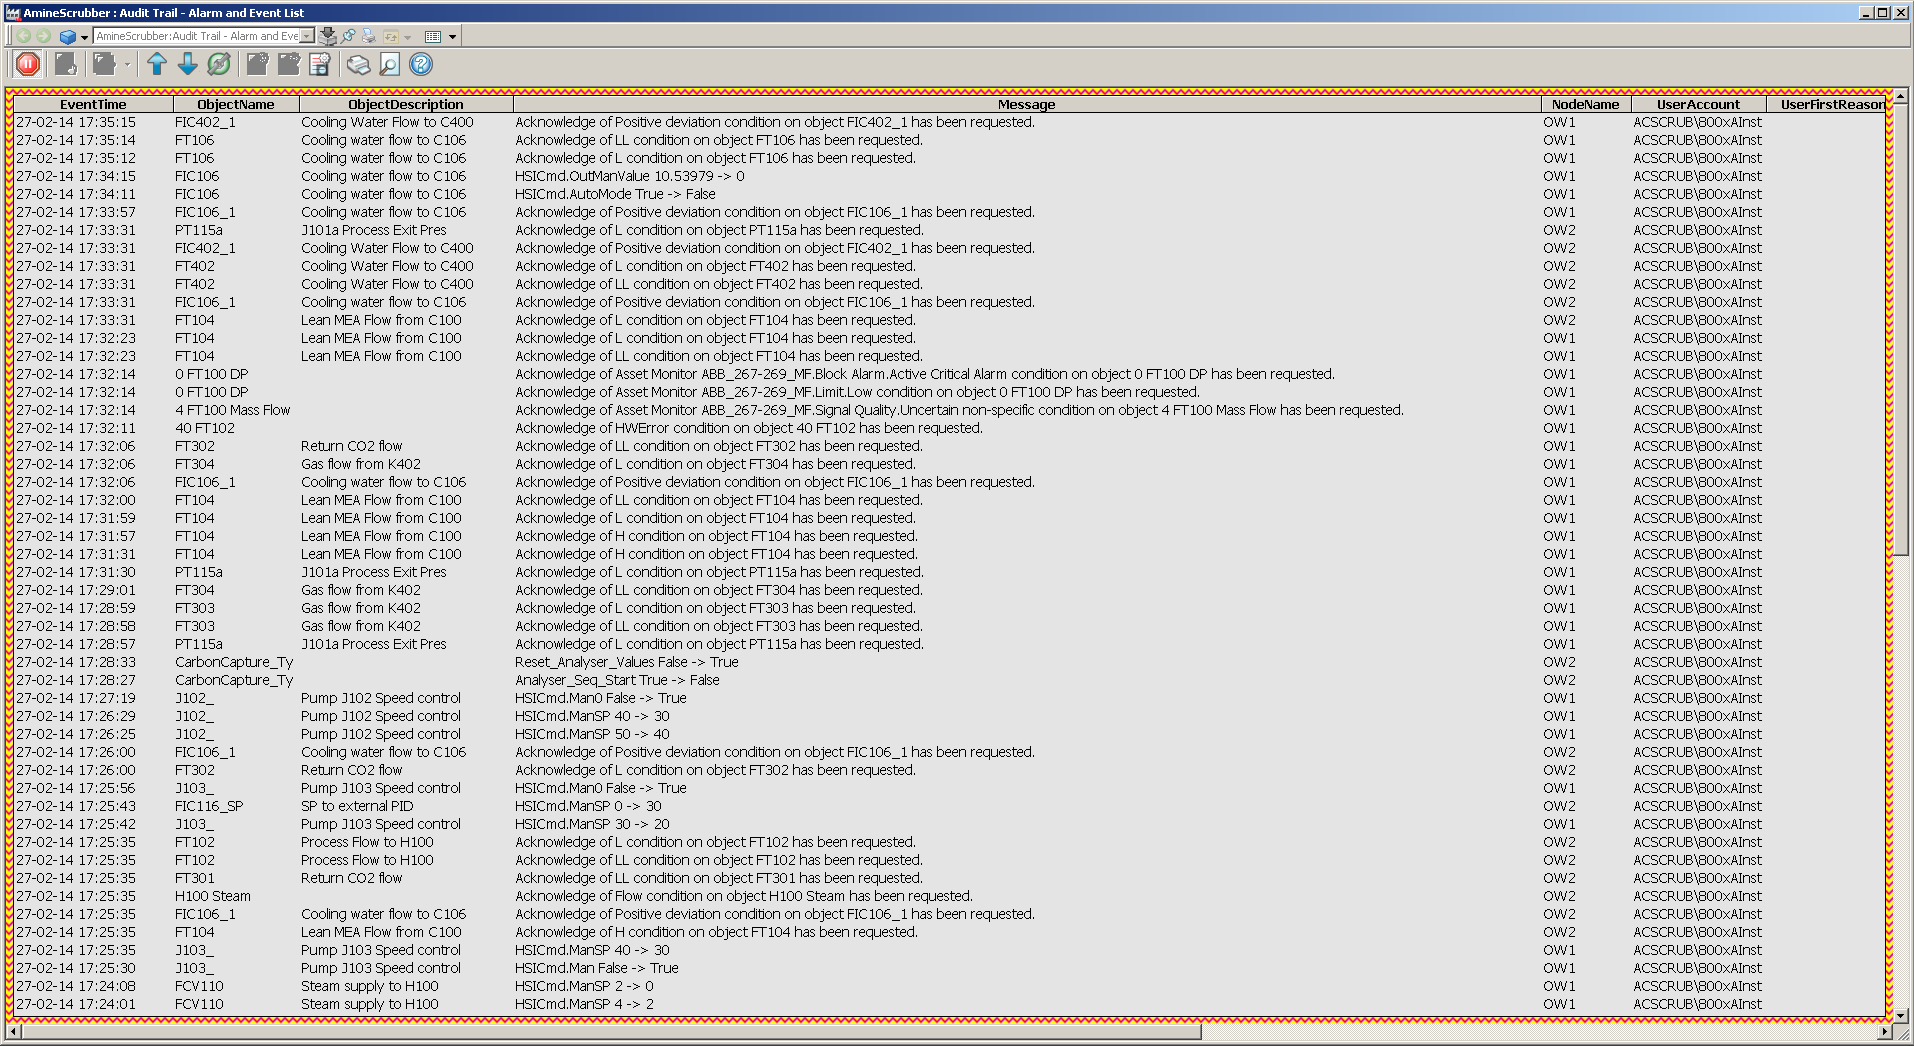 AmineScrubber : Audit Trail - Alarm and Event List
AmineScrubber:Audit Trail - Alarm and Eve
EventTime ObjectName ObjectDescription Message NodeName UserAccount UserFirstReason
27-02-14 17:35:15 FIC402_1 Cooling Water Flow to C400 Acknowledge of Positive deviation condition on object FIC402_1 has been requested. OW1 ACSCRUB\800xAInst
27-02-14 17:35:14 FT106 Cooling water flow to C106 Acknowledge of LL condition on object FT106 has been requested. OW1 ACSCRUB\800xAInst
27-02-14 17:35:12 FT106 Cooling water flow to C106 Acknowledge of L condition on object FT106 has been requested. OW1 ACSCRUB\800xAInst
27-02-14 17:34:15 FIC106 Cooling water flow to C106 HSICmd.OutManValue 10.53979 -> 0 OW1 ACSCRUB\800xAInst
27-02-14 17:34:11 FIC106 Cooling water flow to C106 HSICmd.AutoMode True -> False OW1 ACSCRUB\800xAInst
27-02-14 17:33:57 FIC106_1 Cooling water flow to C106 Acknowledge of Positive deviation condition on object FIC106_1 has been requested. OW1 ACSCRUB\800xAInst
27-02-14 17:33:31 PT115a J101a Process Exit Pres Acknowledge of L condition on object PT115a has been requested. OW2 ACSCRUB\800xAInst
27-02-14 17:33:31 FIC402_1 Cooling Water Flow to C400 Acknowledge of Positive deviation condition on object FIC402_1 has been requested. OW2 ACSCRUB\800xAInst
27-02-14 17:33:31 FT402 Cooling Water Flow to C400 Acknowledge of L condition on object FT402 has been requested. OW2 ACSCRUB\800xAInst
27-02-14 17:33:31 FT402 Cooling Water Flow to C400 Acknowledge of LL condition on object FT402 has been requested. OW2 ACSCRUB\800xAInst
27-02-14 17:33:31 FIC106_1 Cooling water flow to C106 Acknowledge of Positive deviation condition on object FIC106_1 has been requested. OW2 ACSCRUB\800xAInst
27-02-14 17:33:31 FT104 Lean MEA Flow from C100 Acknowledge of L condition on object FT104 has been requested. OW2 ACSCRUB\800xAInst
27-02-14 17:32:23 FT104 Lean MEA Flow from C100 Acknowledge of L condition on object FT104 has been requested. OW1 ACSCRUB\800xAInst
27-02-14 17:32:23 FT104 Lean MEA Flow from C100 Acknowledge of LL condition on object FT104 has been requested. OW1 ACSCRUB\800xAInst
27-02-14 17:32:14 0 FT100 DP Acknowledge of Asset Monitor ABB_267-269_MF.Block Alarm.Active Critical Alarm condition on object 0 FT100 DP has been requested. OW1 ACSCRUB\800xAInst
27-02-14 17:32:14 0 FT100 DP Acknowledge of Asset Monitor ABB_267-269_MF.Limit.Low condition on object 0 FT100 DP has been requested. OW1 ACSCRUB\800xAInst
27-02-14 17:32:14 4 FT100 Mass Flow Acknowledge of Asset Monitor ABB_267-269_MF.Signal Quality.Uncertain non-specific condition on object 4 FT100 Mass Flow has been requested. OW1 ACSCRUB\800xAInst
27-02-14 17:32:11 40 FT102 Acknowledge of HWError condition on object 40 FT102 has been requested. OW1 ACSCRUB\800xAInst
27-02-14 17:32:06 FT302 Return CO2 flow Acknowledge of LL condition on object FT302 has been requested. OW1 ACSCRUB\800xAInst
27-02-14 17:32:06 FT304 Gas flow from K402 Acknowledge of L condition on object FT304 has been requested. OW1 ACSCRUB\800xAInst
27-02-14 17:32:06 FIC106_1 Cooling water flow to C106 Acknowledge of Positive deviation condition on object FIC106_1 has been requested. OW1 ACSCRUB\800xAInst
27-02-14 17:32:00 FT104 Lean MEA Flow from C100 Acknowledge of LL condition on object FT104 has been requested. OW1 ACSCRUB\800xAInst
27-02-14 17:31:59 FT104 Lean MEA Flow from C100 Acknowledge of L condition on object FT104 has been requested. OW1 ACSCRUB\800xAInst
27-02-14 17:31:57 FT104 Lean MEA Flow from C100 Acknowledge of H condition on object FT104 has been requested. OW1 ACSCRUB\800xAInst
27-02-14 17:31:31 FT104 Lean MEA Flow from C100 Acknowledge of H condition on object FT104 has been requested. OW1 ACSCRUB\800xAInst
27-02-14 17:31:30 PT115a J101a Process Exit Pres Acknowledge of L condition on object PT115a has been requested. OW1 ACSCRUB\800xAInst
27-02-14 17:29:01 FT304 Gas flow from K402 Acknowledge of LL condition on object FT304 has been requested. OW1 ACSCRUB\800xAInst
27-02-14 17:28:59 FT303 Gas flow from K402 Acknowledge of L condition on object FT303 has been requested. OW1 ACSCRUB\800xAInst
27-02-14 17:28:58 FT303 Gas flow from K402 Acknowledge of LL condition on object FT303 has been requested. OW1 ACSCRUB\800xAInst
27-02-14 17:28:57 PT115a J101a Process Exit Pres Acknowledge of L condition on object PT115a has been requested. OW1 ACSCRUB\800xAInst
27-02-14 17:28:33 CarbonCapture_Ty Reset_Analyser_Values False -> True OW2 ACSCRUB\800xAInst
27-02-14 17:28:27 CarbonCapture_Ty Analyser_Seq_Start True -> False OW2 ACSCRUB\800xAInst
27-02-14 17:27:19 J102_ Pump J102 Speed control HSICmd.Man0 False -> True OW1 ACSCRUB\800xAInst
27-02-14 17:26:29 J102_ Pump J102 Speed control HSICmd.ManSP 40 -> 30 OW1 ACSCRUB\800xAInst
27-02-14 17:26:25 J102_ Pump J102 Speed control HSICmd.ManSP 50 -> 40 OW1 ACSCRUB\800xAInst
27-02-14 17:26:00 FIC106_1 Cooling water flow to C106 Acknowledge of Positive deviation condition on object FIC106_1 has been requested. OW2 ACSCRUB\800xAInst
27-02-14 17:26:00 FT302 Return CO2 flow Acknowledge of L condition on object FT302 has been requested. OW2 ACSCRUB\800xAInst
27-02-14 17:25:56 J103_ Pump J103 Speed control HSICmd.Man0 False -> True OW1 ACSCRUB\800xAInst
27-02-14 17:25:43 FIC116_SP SP to external PID HSICmd.ManSP 0 -> 30 OW2 ACSCRUB\800xAInst
27-02-14 17:25:42 J103_ Pump J103 Speed control HSICmd.ManSP 30 -> 20 OW1 ACSCRUB\800xAInst
27-02-14 17:25:35 FT102 Process Flow to H100 Acknowledge of L condition on object FT102 has been requested. OW2 ACSCRUB\800xAInst
27-02-14 17:25:35 FT102 Process Flow to H100 Acknowledge of LL condition on object FT102 has been requested. OW2 ACSCRUB\800xAInst
27-02-14 17:25:35 FT301 Return CO2 flow Acknowledge of LL condition on object FT301 has been requested. OW2 ACSCRUB\800xAInst
27-02-14 17:25:35 H100 Steam Acknowledge of Flow condition on object H100 Steam has been requested. OW2 ACSCRUB\800xAInst
27-02-14 17:25:35 FIC106_1 Cooling water flow to C106 Acknowledge of Positive deviation condition on object FIC106_1 has been requested. OW2 ACSCRUB\800xAInst
27-02-14 17:25:35 FT104 Lean MEA Flow from C100 Acknowledge of H condition on object FT104 has been requested. OW2 ACSCRUB\800xAInst
27-02-14 17:25:35 J103_ Pump J103 Speed control HSICmd.ManSP 40 -> 30 OW1 ACSCRUB\800xAInst
27-02-14 17:25:30 J103_ Pump J103 Speed control HSICmd.Man False -> True OW1 ACSCRUB\800xAInst
27-02-14 17:24:08 FCV110 Steam supply to H100 HSICmd.ManSP 2 -> 0 OW1 ACSCRUB\800xAInst
27-02-14 17:24:01 FCV110 Steam supply to H100 HSICmd.ManSP 4 -> 2 OW1 ACSCRUB\800xAInst